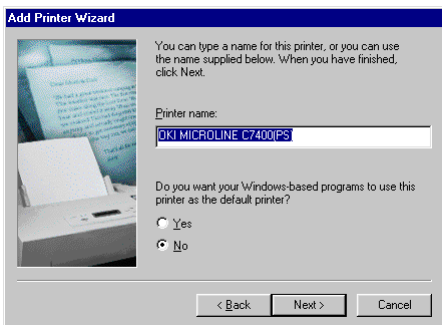 Add Printer Wizard
You can type a name for this printer, or you can use
the name supplied below. When you have finished,
click Next.
Printer name:
OKI MICROLINE C7400(PS)
Do you want your Windows-based programs to use this
printer as the default printer?
Yes
No
< Back Next > Cancel